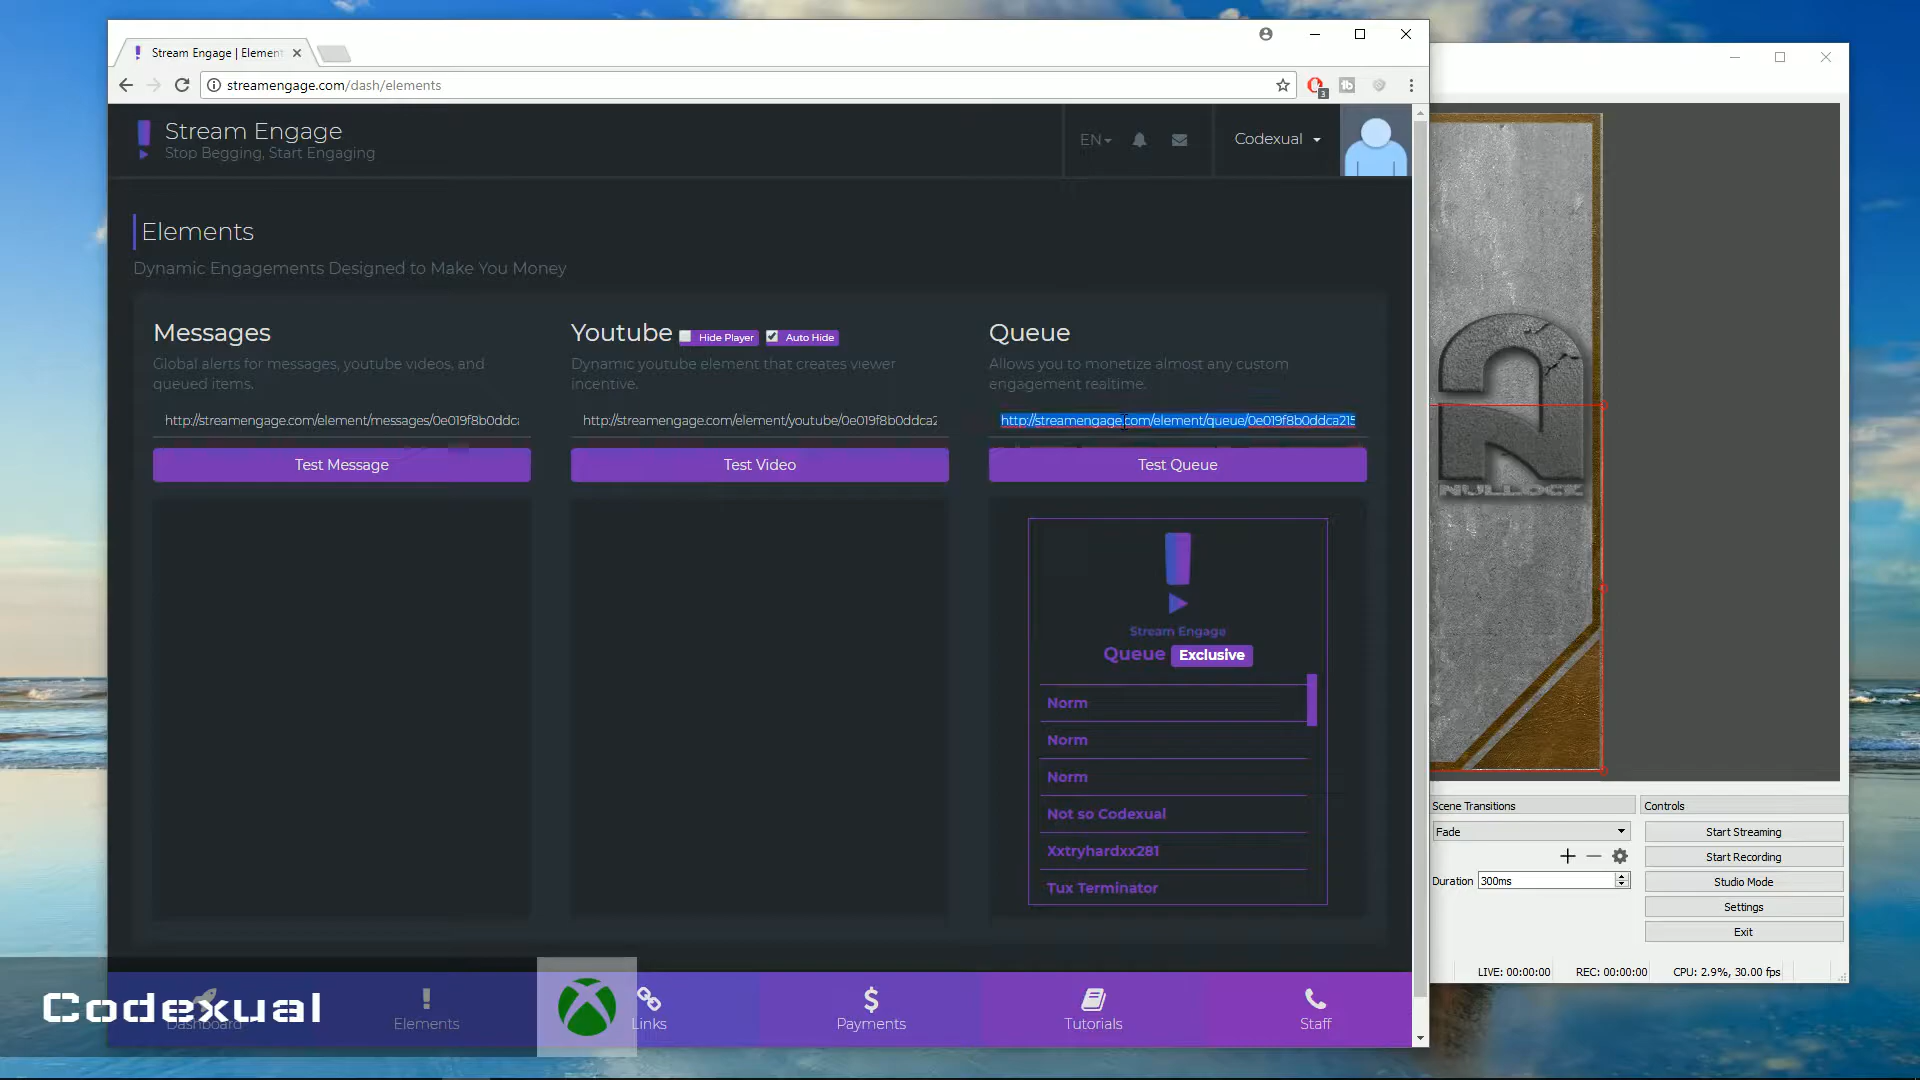 Stream Engage | Element
streamengage.com/dash/elements
3
Stream Engage
Stop Begging, Start Engaging
EN
Codexual
Elements
Dynamic Engagements Designed to Make You Money
Messages
Global alerts for messages, youtube videos, and
queued items.
http://streamengage.com/element/messages/0e019f8b0ddca
Test Message
Youtube
Hide Player
Auto Hide
Dynamic youtube element that creates viewer
incentive.
http://streamengage.com/element/youtube/0e019f8b0ddca2
Test Video
Queue
Allows you to monetize almost any custom
engagement realtime.
http://streamengage.com/element/queue/0e019f8b0ddca215
Test Queue
Stream Engage
Queue Exclusive
Norm
Norm
Norm
Not so Codexual
Xxtryhardxx281
Tux Terminator
NULLOCK
Scene Transitions
Fade
Duration 300ms
Controls
Start Streaming
Start Recording
Studio Mode
Settings
Exit
LIVE: 00:00:00 REC: 00:00:00 CPU: 2.9%, 30.00 fps
Codexual
Dashboard
Elements
Links
Payments
Tutorials
Staff